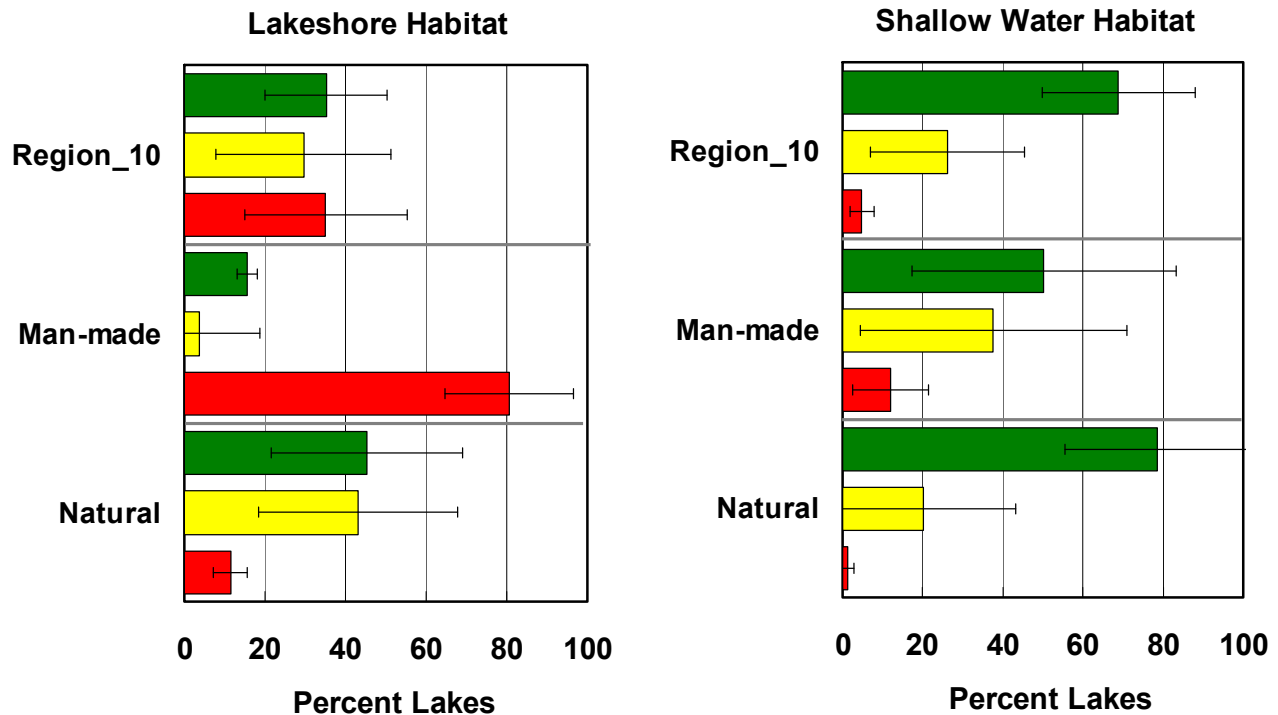 Lakeshore Habitat
Region_10
Man-made
Natural
0 20 40 60 80 100
Percent Lakes
Shallow Water Habitat
Region_10
Man-made
Natural
0 20 40 60 80 100
Percent Lakes